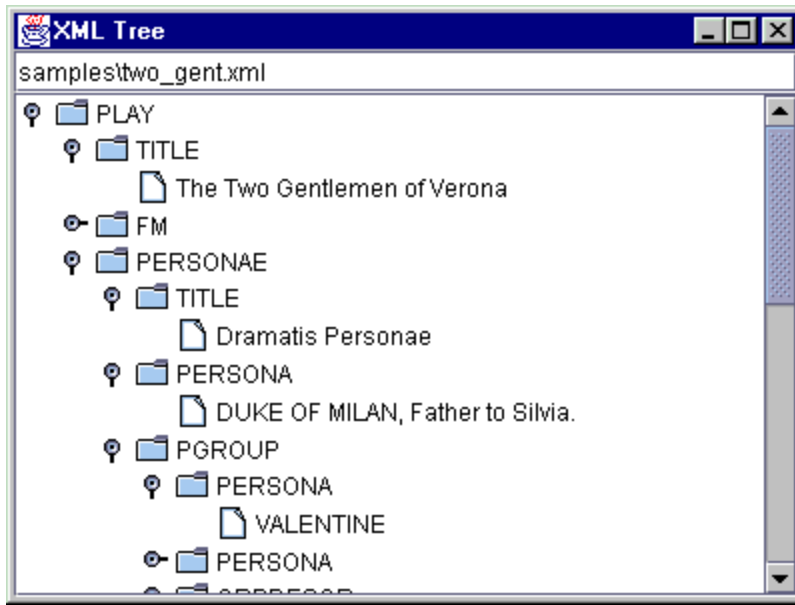 XML Tree
samples\two_gent.xml
PLAY
TITLE
The Two Gentlemen of Verona
FM
PERSONAE
TITLE
Dramatis Personae
PERSONA
DUKE OF MILAN, Father to Silvia.
PGROUP
PERSONA
VALENTINE
PERSONA